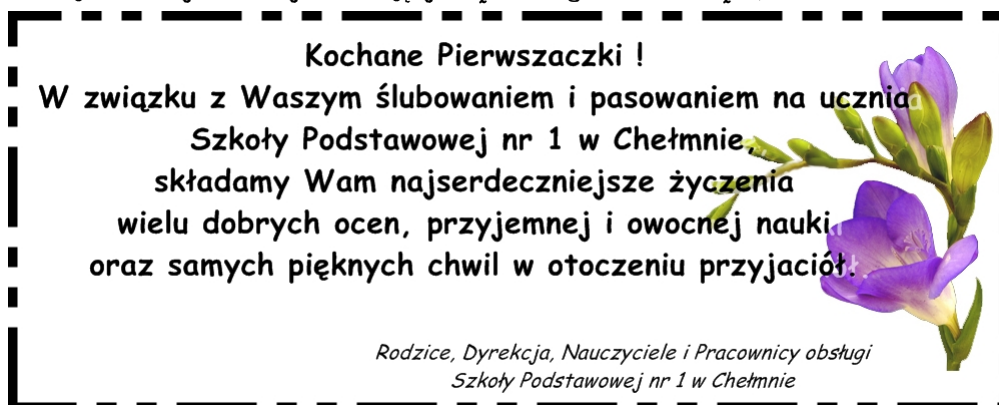 Kochane Pierwszaczki !
W związku z Waszym ślubowaniem i pasowaniem na ucznia
Szkoły Podstawowej nr 1 w Chełmnie,
składamy Wam najserdeczniejsze życzenia
wielu dobrych ocen, przyjemnej i owocnej nauki
oraz samych pięknych chwil w otoczeniu przyjaciół.
Rodzice, Dyrekcja, Nauczyciele i Pracownicy obsługi
Szkoły Podstawowej nr 1 w Chełmnie